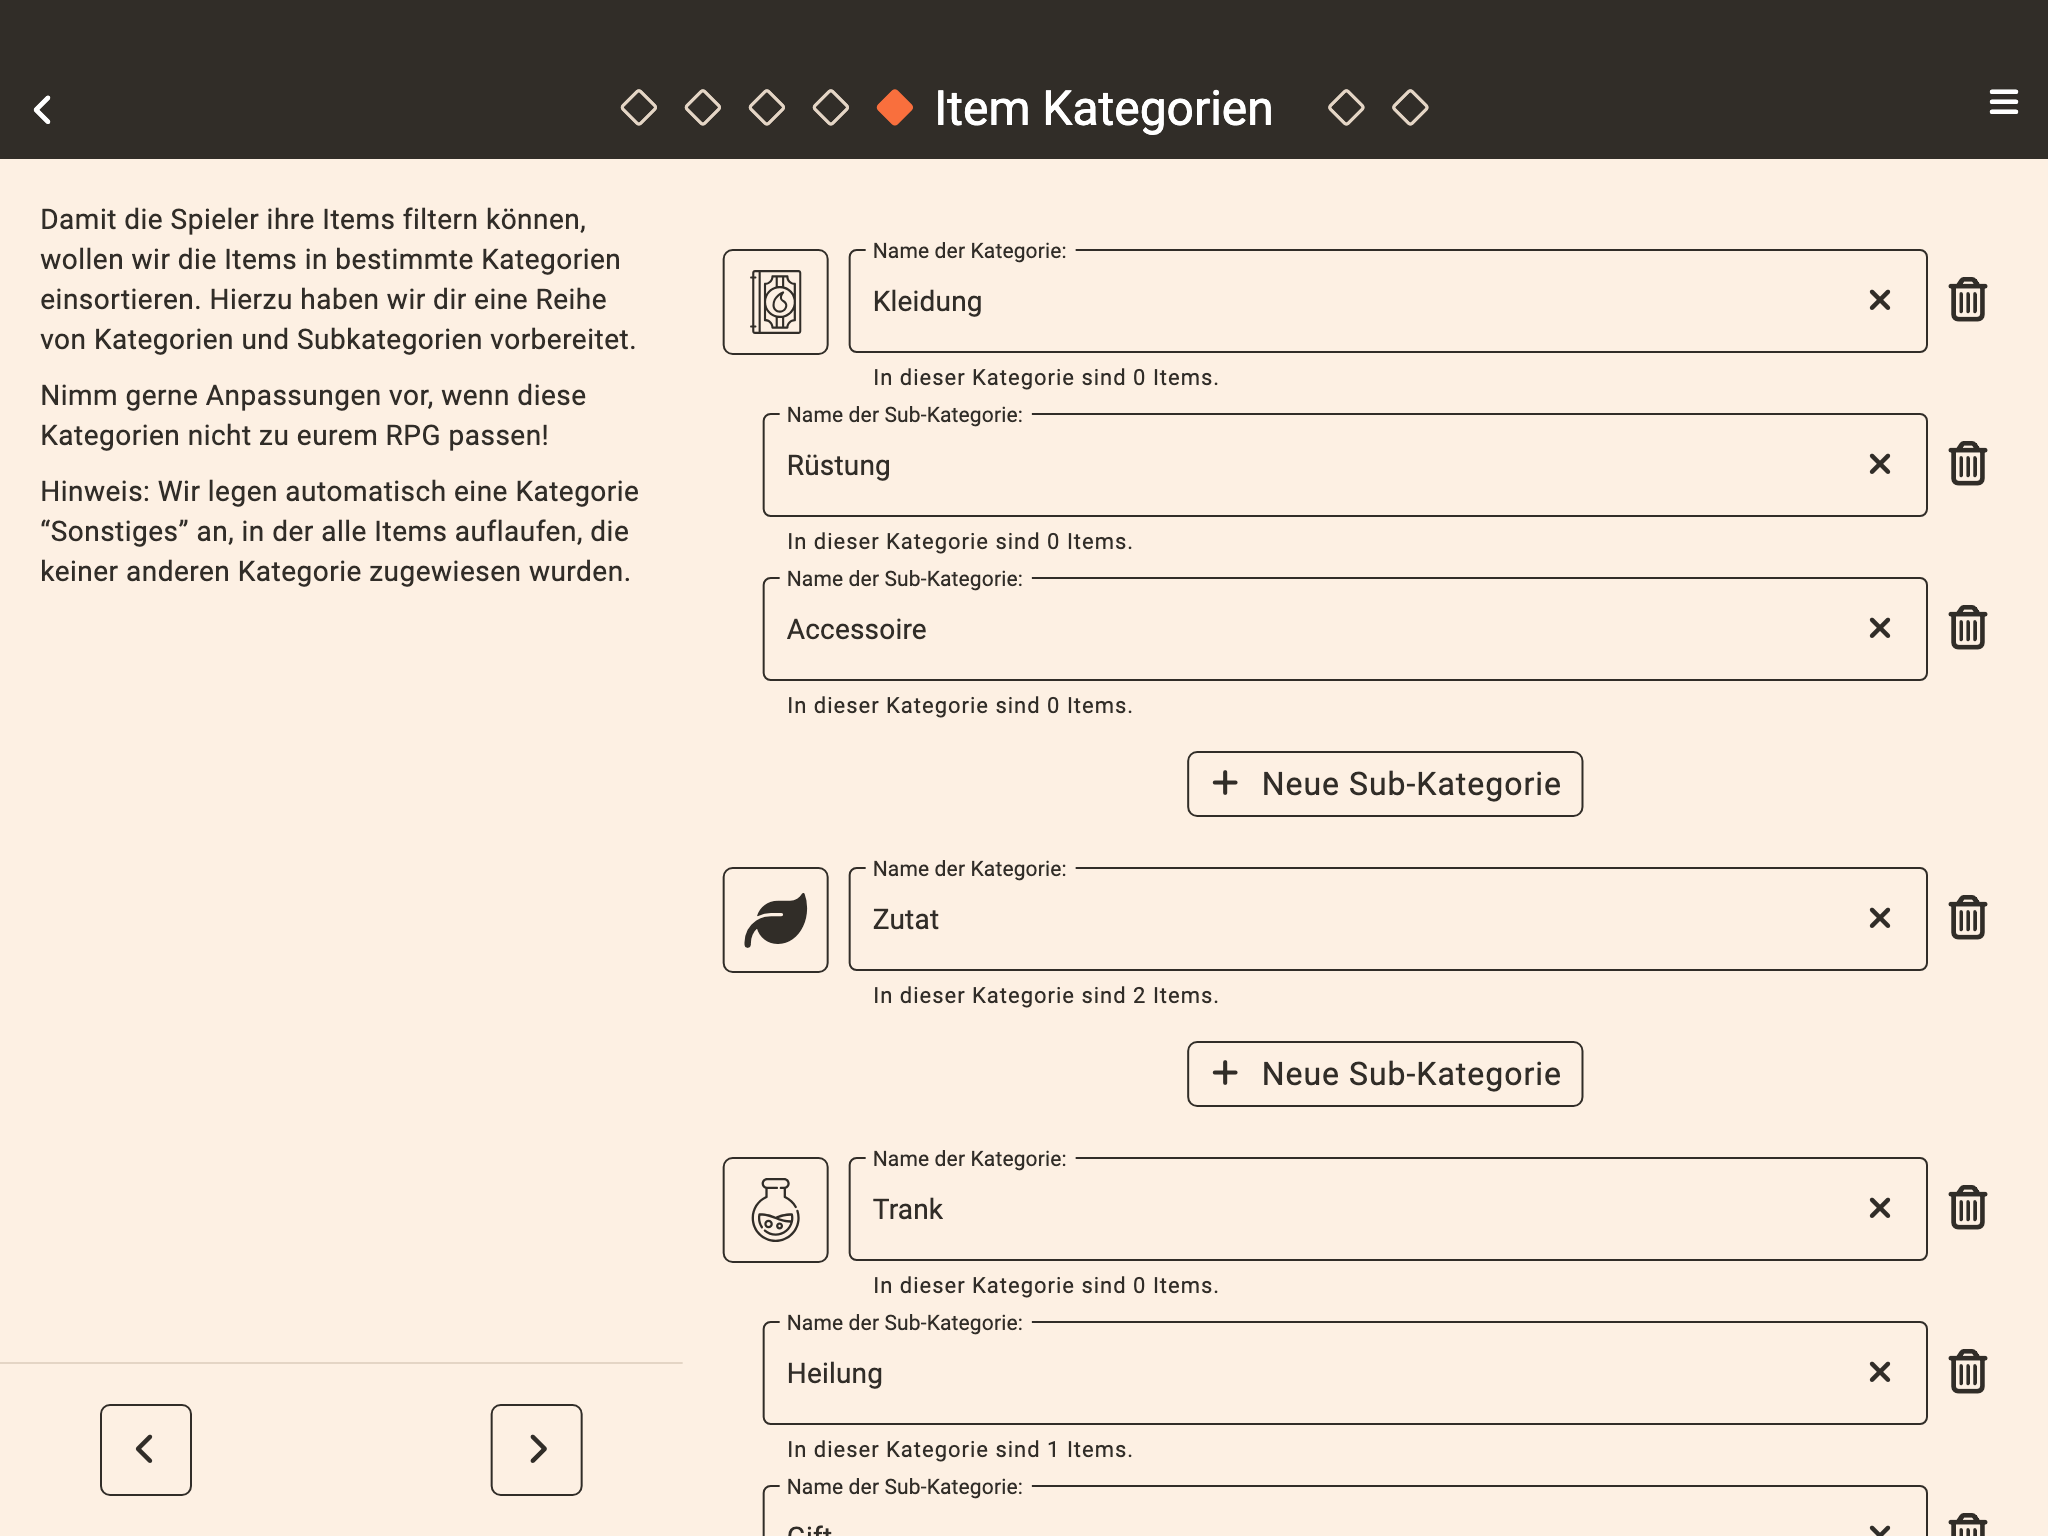 Item Kategorien
Damit die Spieler ihre Items filtern können,
wollen wir die Items in bestimmte Kategorien
einsortieren. Hierzu haben wir dir eine Reihe
von Kategorien und Subkategorien vorbereitet.
Nimm gerne Anpassungen vor, wenn diese
Kategorien nicht zu eurem RPG passen!
Hinweis: Wir legen automatisch eine Kategorie
“Sonstiges” an, in der alle Items auflaufen, die
keiner anderen Kategorie zugewiesen wurden.
Name der Kategorie:
Kleidung
In dieser Kategorie sind 0 Items.
Name der Sub-Kategorie:
Rüstung
In dieser Kategorie sind 0 Items.
Name der Sub-Kategorie:
Accessoire
In dieser Kategorie sind 0 Items.
Neue Sub-Kategorie
Name der Kategorie:
Zutat
In dieser Kategorie sind 2 Items.
Neue Sub-Kategorie
Name der Kategorie:
Trank
In dieser Kategorie sind 0 Items.
Name der Sub-Kategorie:
Heilung
In dieser Kategorie sind 1 Items.
Name der Sub-Kategorie:
Gift